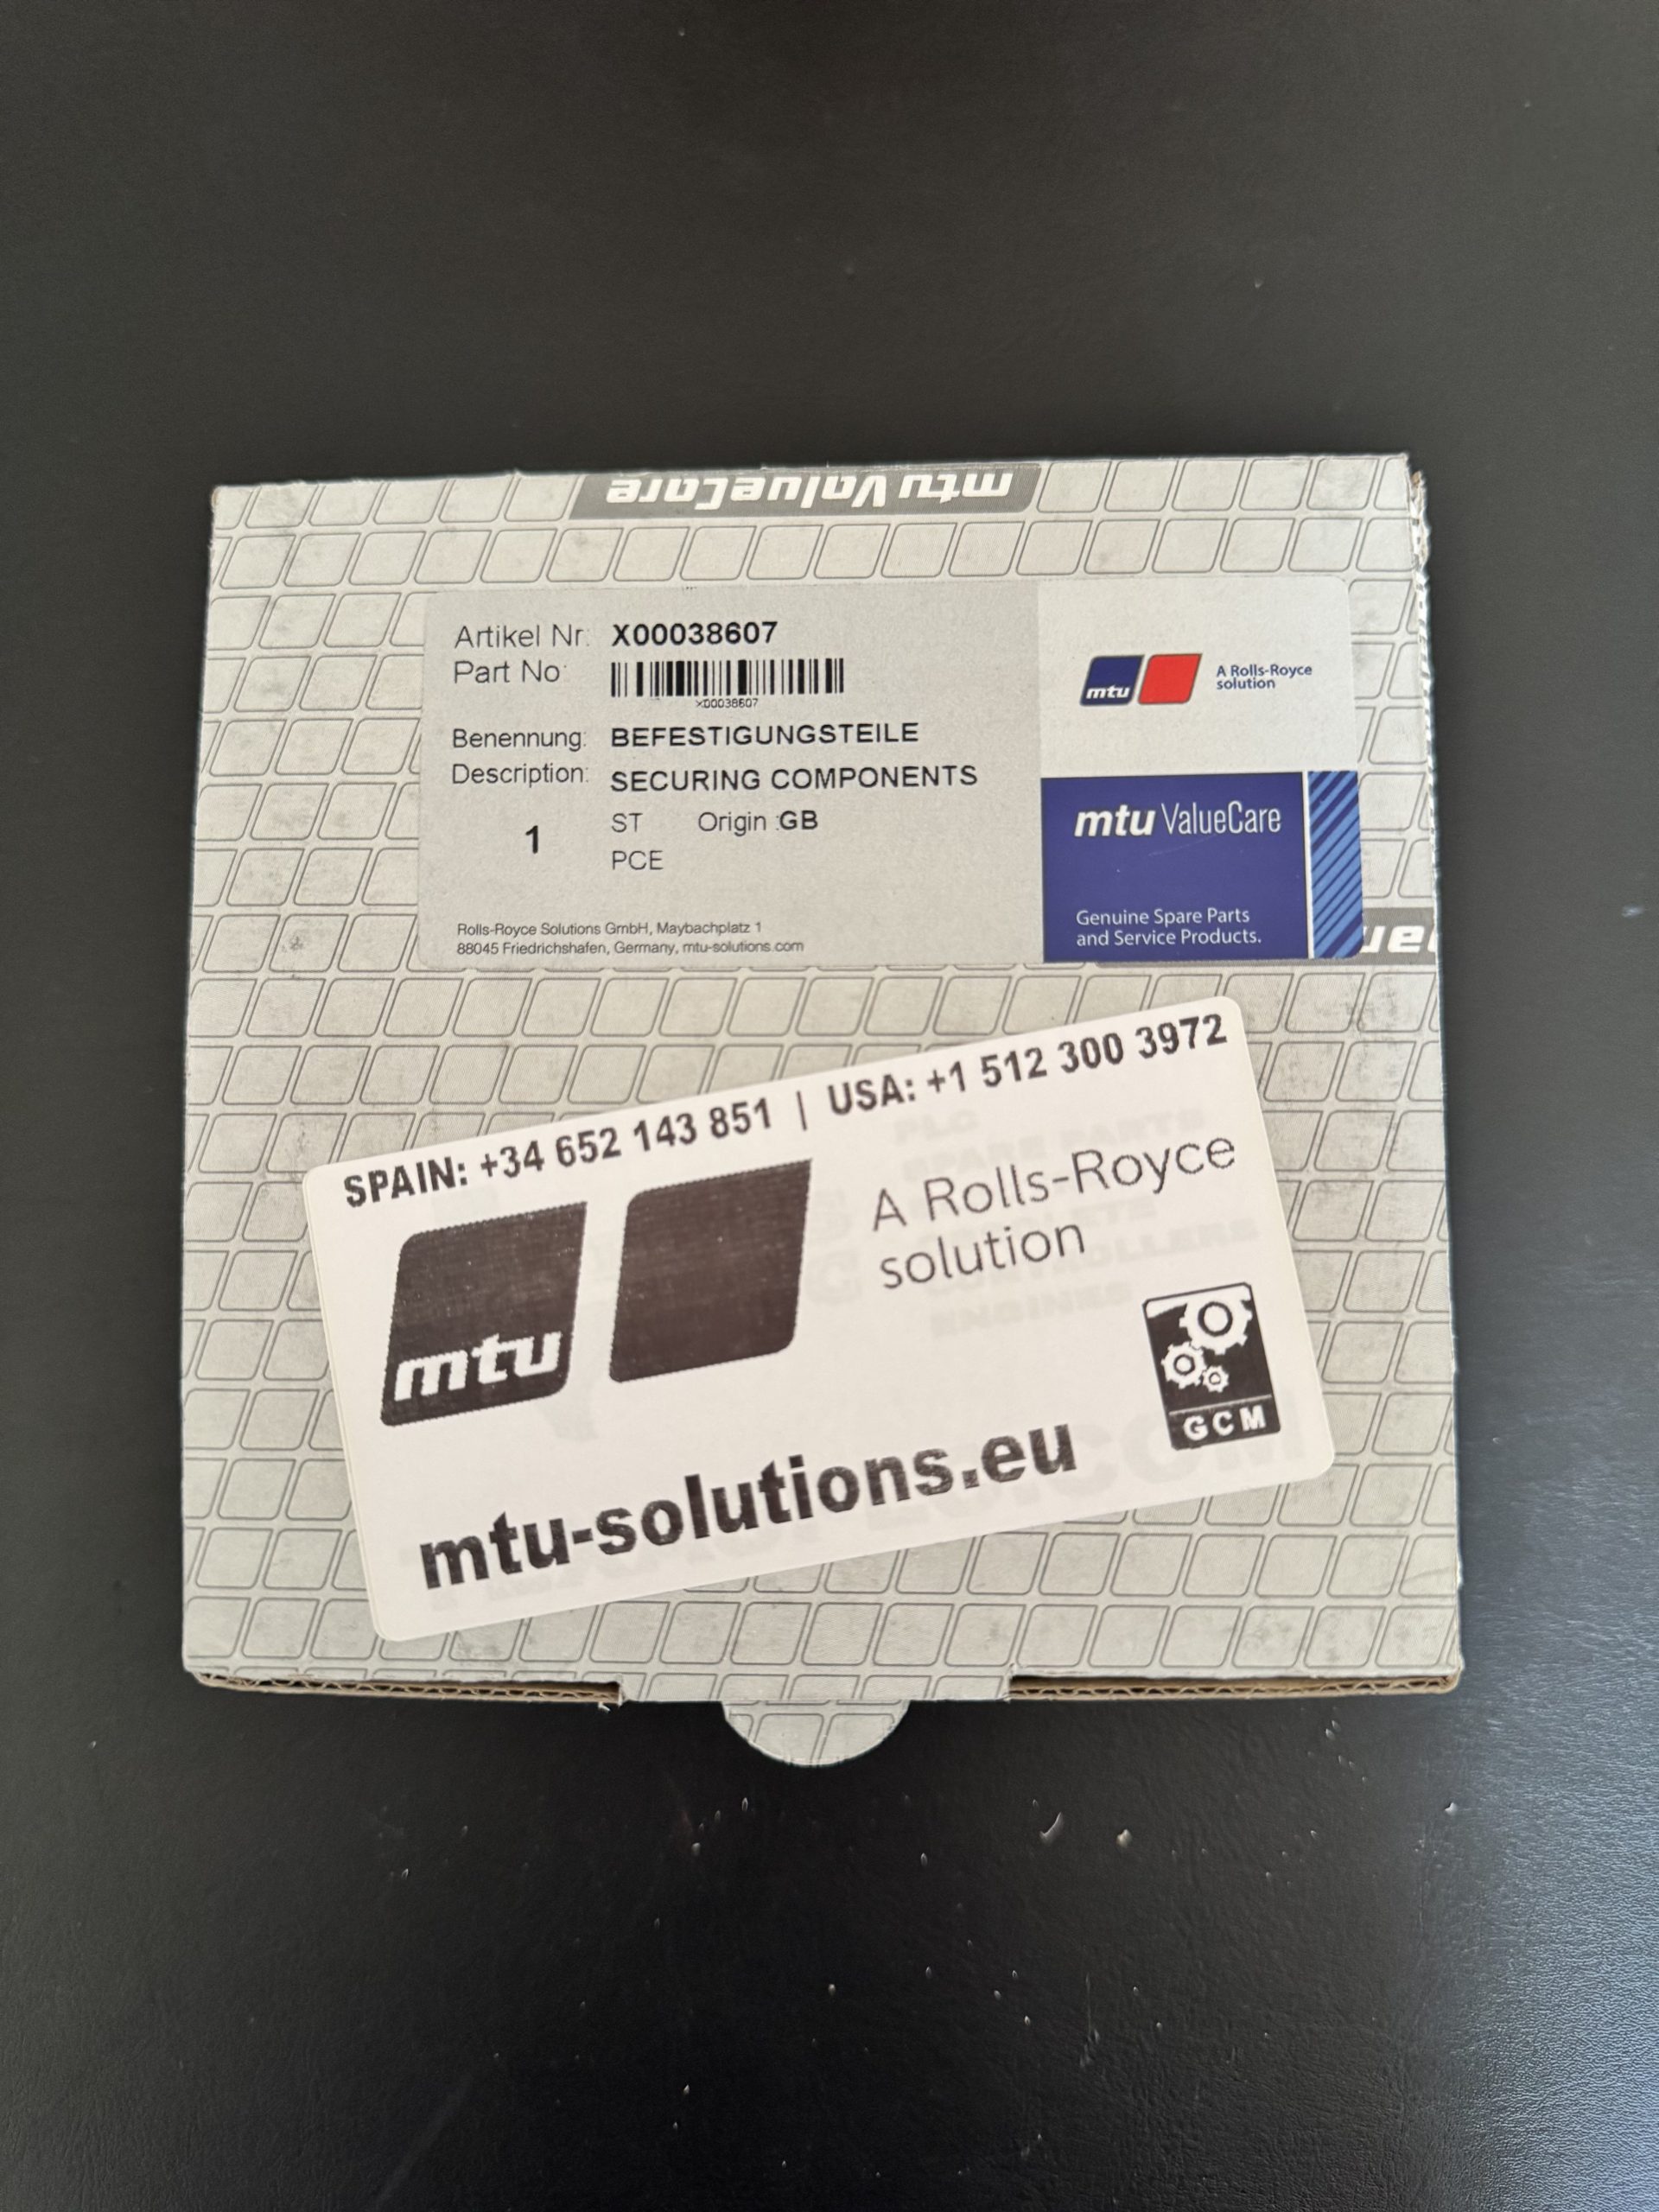 mtu ValueCare
Artikel Nr: X00038607
Part No:
X00038607
Benennung: BEFESTIGUNGSTEILE
Description: SECURING COMPONENTS
1 ST Origin :GB
PCE
Rolls-Royce Solutions GmbH, Maybachplatz 1
88045 Friedrichshafen, Germany, mtu-solutions.com
mtu
A Rolls-Royce
solution
mtu ValueCare
Genuine Spare Parts
and Service Products.
SPAIN: +34 652 143 851 | USA: +1 512 300 3972
mtu
A Rolls-Royce
solution
GCM
mtu-solutions.eu